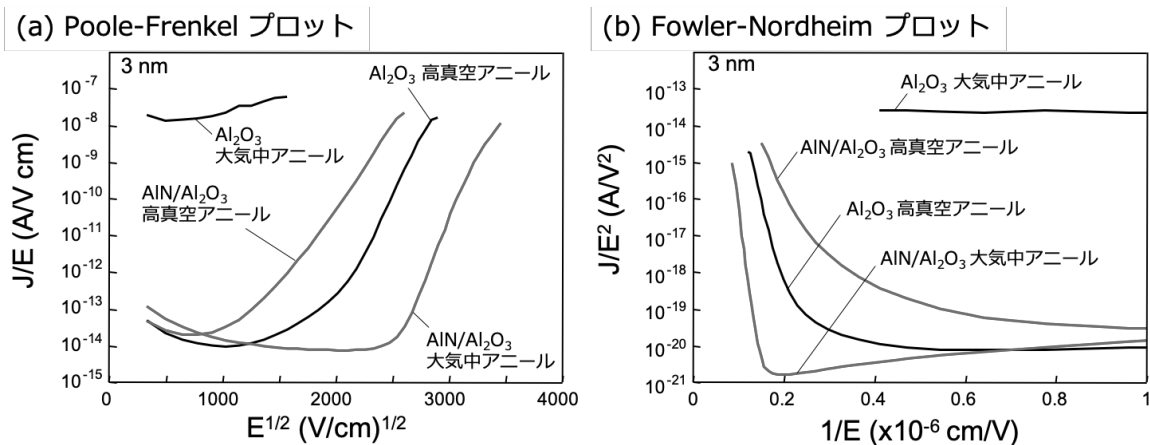 (a) Poole-Frenkel プロット
3 nm
Al2O3 高真空アニール
Al2O3
大気中アニール
AlN/Al2O3
高真空アニール
AlN/Al2O3
大気中アニール
10-7
10-8
10-9
10-10
10-11
10-12
10-13
10-14
10-15
J/E (A/V cm)
0 1000 2000 3000 4000
E1/2 (V/cm)1/2
(b) Fowler-Nordheim プロット
3 nm
Al2O3 大気中アニール
AlN/Al2O3 高真空アニール
Al2O3 高真空アニール
AlN/Al2O3 大気中アニール
10-13
10-14
10-15
10-16
10-17
10-18
10-19
10-20
10-21
J/E2 (A/V2)
0 0.2 0.4 0.6 0.8 1
1/E (x10-6 cm/V)